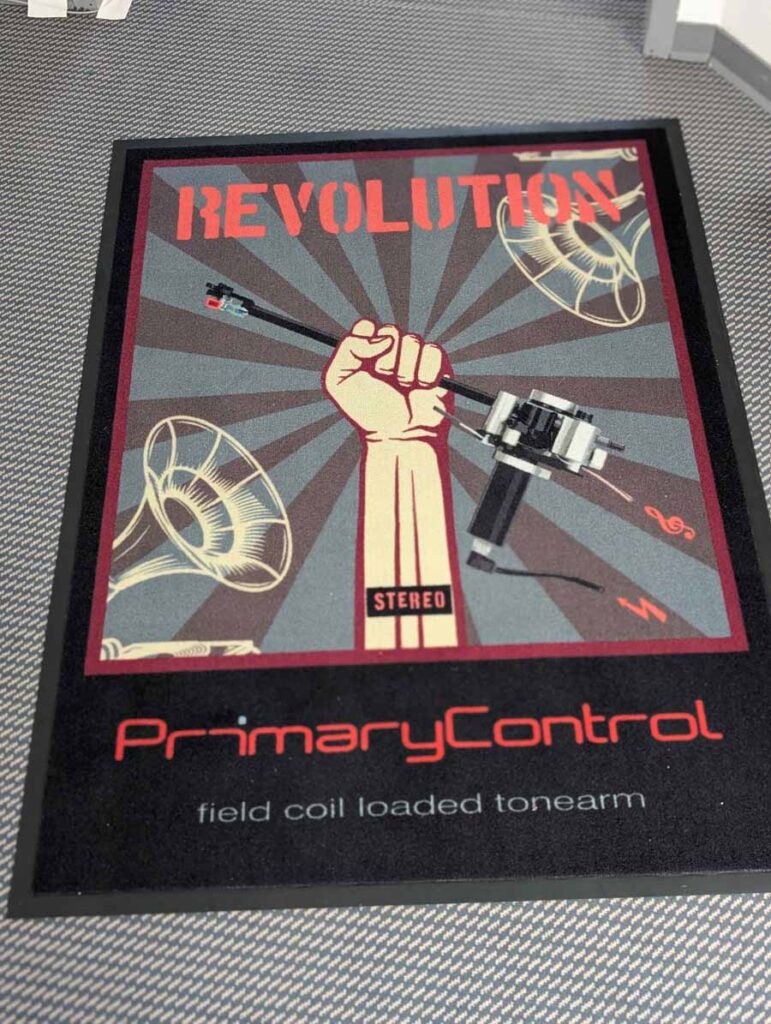 REVOLUTION
STEREO
PrimaryControl
field coil loaded tonearm